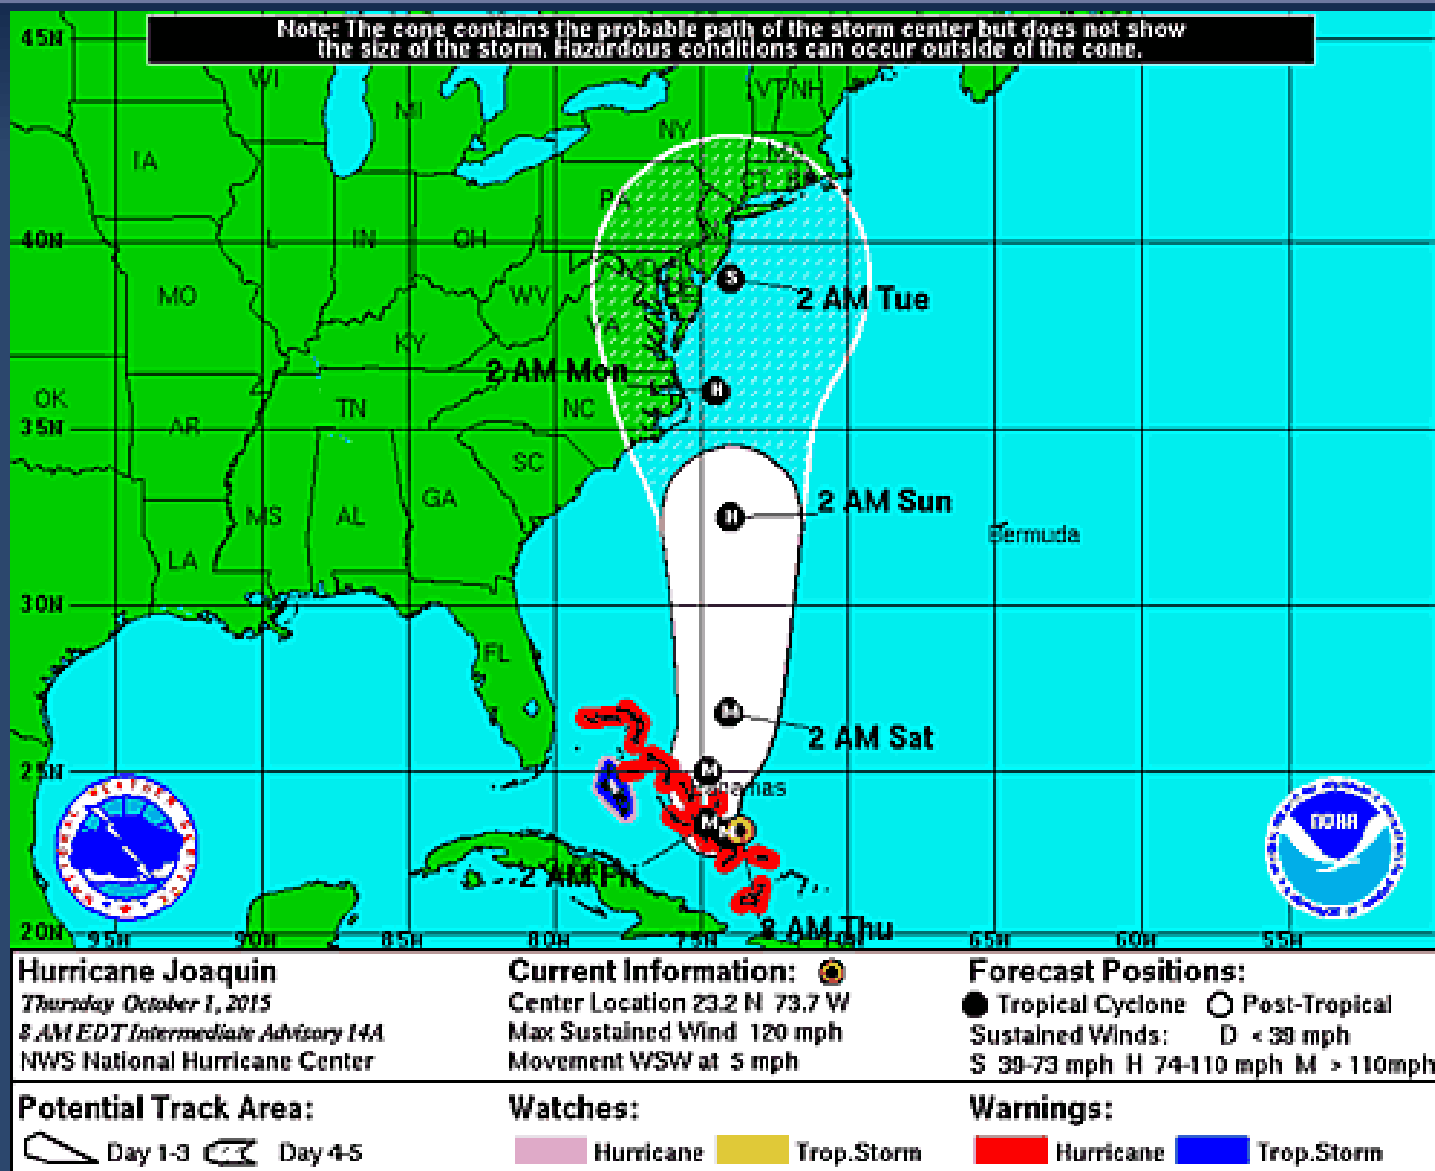 Note: The cone contains the probable path of the storm center but does not show
the size of the storm. Hazardous conditions can occur outside of the cone.
45N
WI
MI
NY
VT NH
MA
CT RI
IA
PA
40N
IL
IN
OH
NJ
MD
DE
MO
WV
VA
2 AM Tue
KY
2 AM Mon
OK
TN
NC
AR
35N
SC
2 AM Sun
MS
AL
GA
Bermuda
LA
30N
FL
2 AM Sat
25N
Bahamas
NATIONAL WEATHER SERVICE
NOAA
2 AM Fri
8 AM Thu
20N 95W 90W 85W 80W 75W 70W 65W 60W 55W
S
H
H
M
M
M
Hurricane Joaquin
Thursday October 1, 2015
8 AM EDT Intermediate Advisory 14A
NWS National Hurricane Center
Current Information:
Center Location 23.2 N 73.7 W
Max Sustained Wind 120 mph
Movement WSW at 5 mph
Forecast Positions:
Tropical Cyclone Post-Tropical
Sustained Winds: D < 39 mph
S 39-73 mph H 74-110 mph M > 110mph
Potential Track Area:
Day 1-3 Day 4-5
Watches:
Hurricane Trop.Storm
Warnings:
Hurricane Trop.Storm